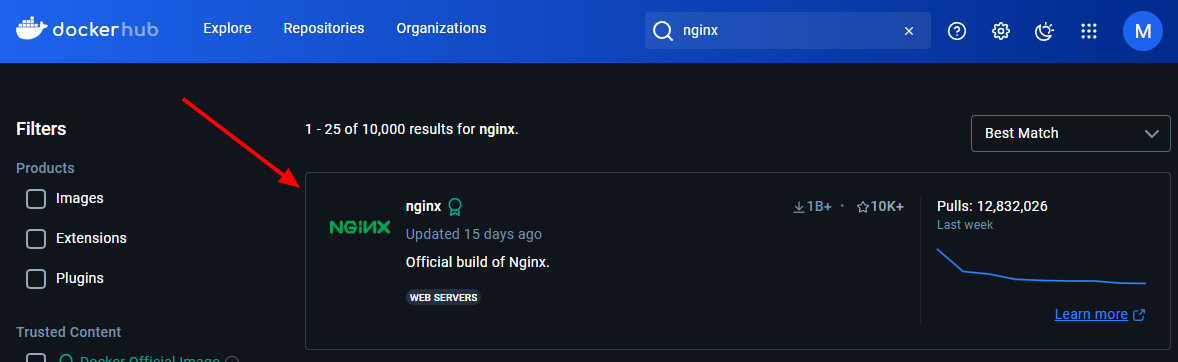 dockerhub Explore Repositories Organizations nginx M
Filters
1 - 25 of 10,000 results for nginx.
Best Match
Products
Images
Extensions
Plugins
Trusted Content
Docker Official Image
NGINX
nginx
1B+ · 10K+
Updated 15 days ago
Official build of Nginx.
WEB SERVERS
Pulls: 12,832,026
Last week
Learn more